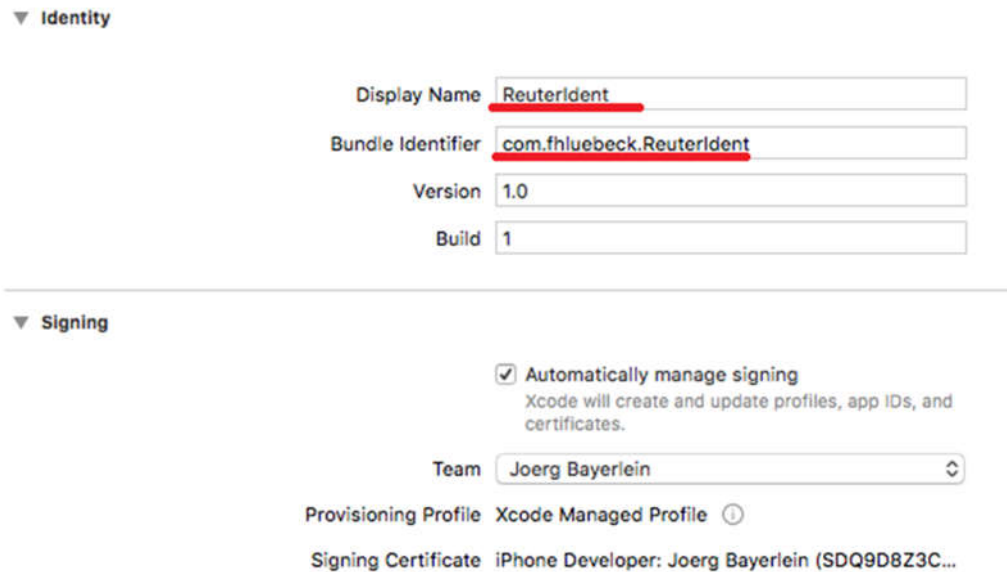 Identity
Display Name ReuterIdent
Bundle Identifier com.fhluebeck.ReuterIdent
Version 1.0
Build 1
Signing
Automatically manage signing
Xcode will create and update profiles, app IDs, and
certificates.
Team Joerg Bayerlein
Provisioning Profile Xcode Managed Profile
Signing Certificate iPhone Developer: Joerg Bayerlein (SDQ9D8Z3C...